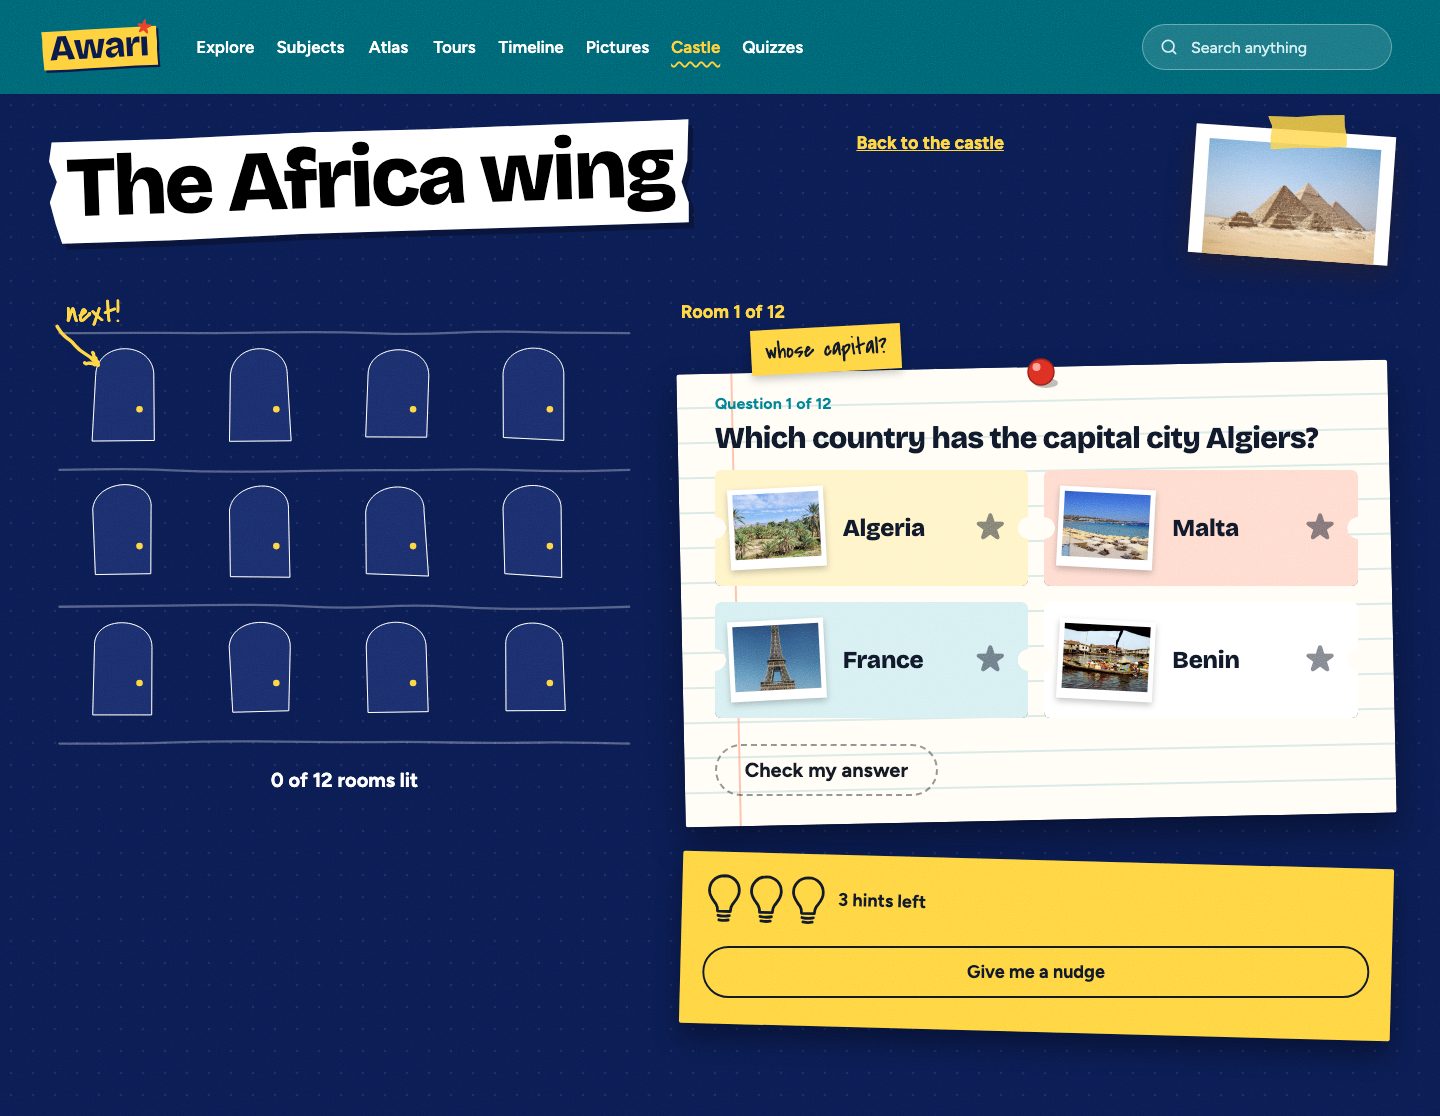 Awari
Explore Subjects Atlas Tours Timeline Pictures Castle Quizzes
Search anything
The Africa wing
Back to the castle
next!
0 of 12 rooms lit
Room 1 of 12
whose capital?
Question 1 of 12
Which country has the capital city Algiers?
Algeria
Malta
France
Benin
Check my answer
3 hints left
Give me a nudge